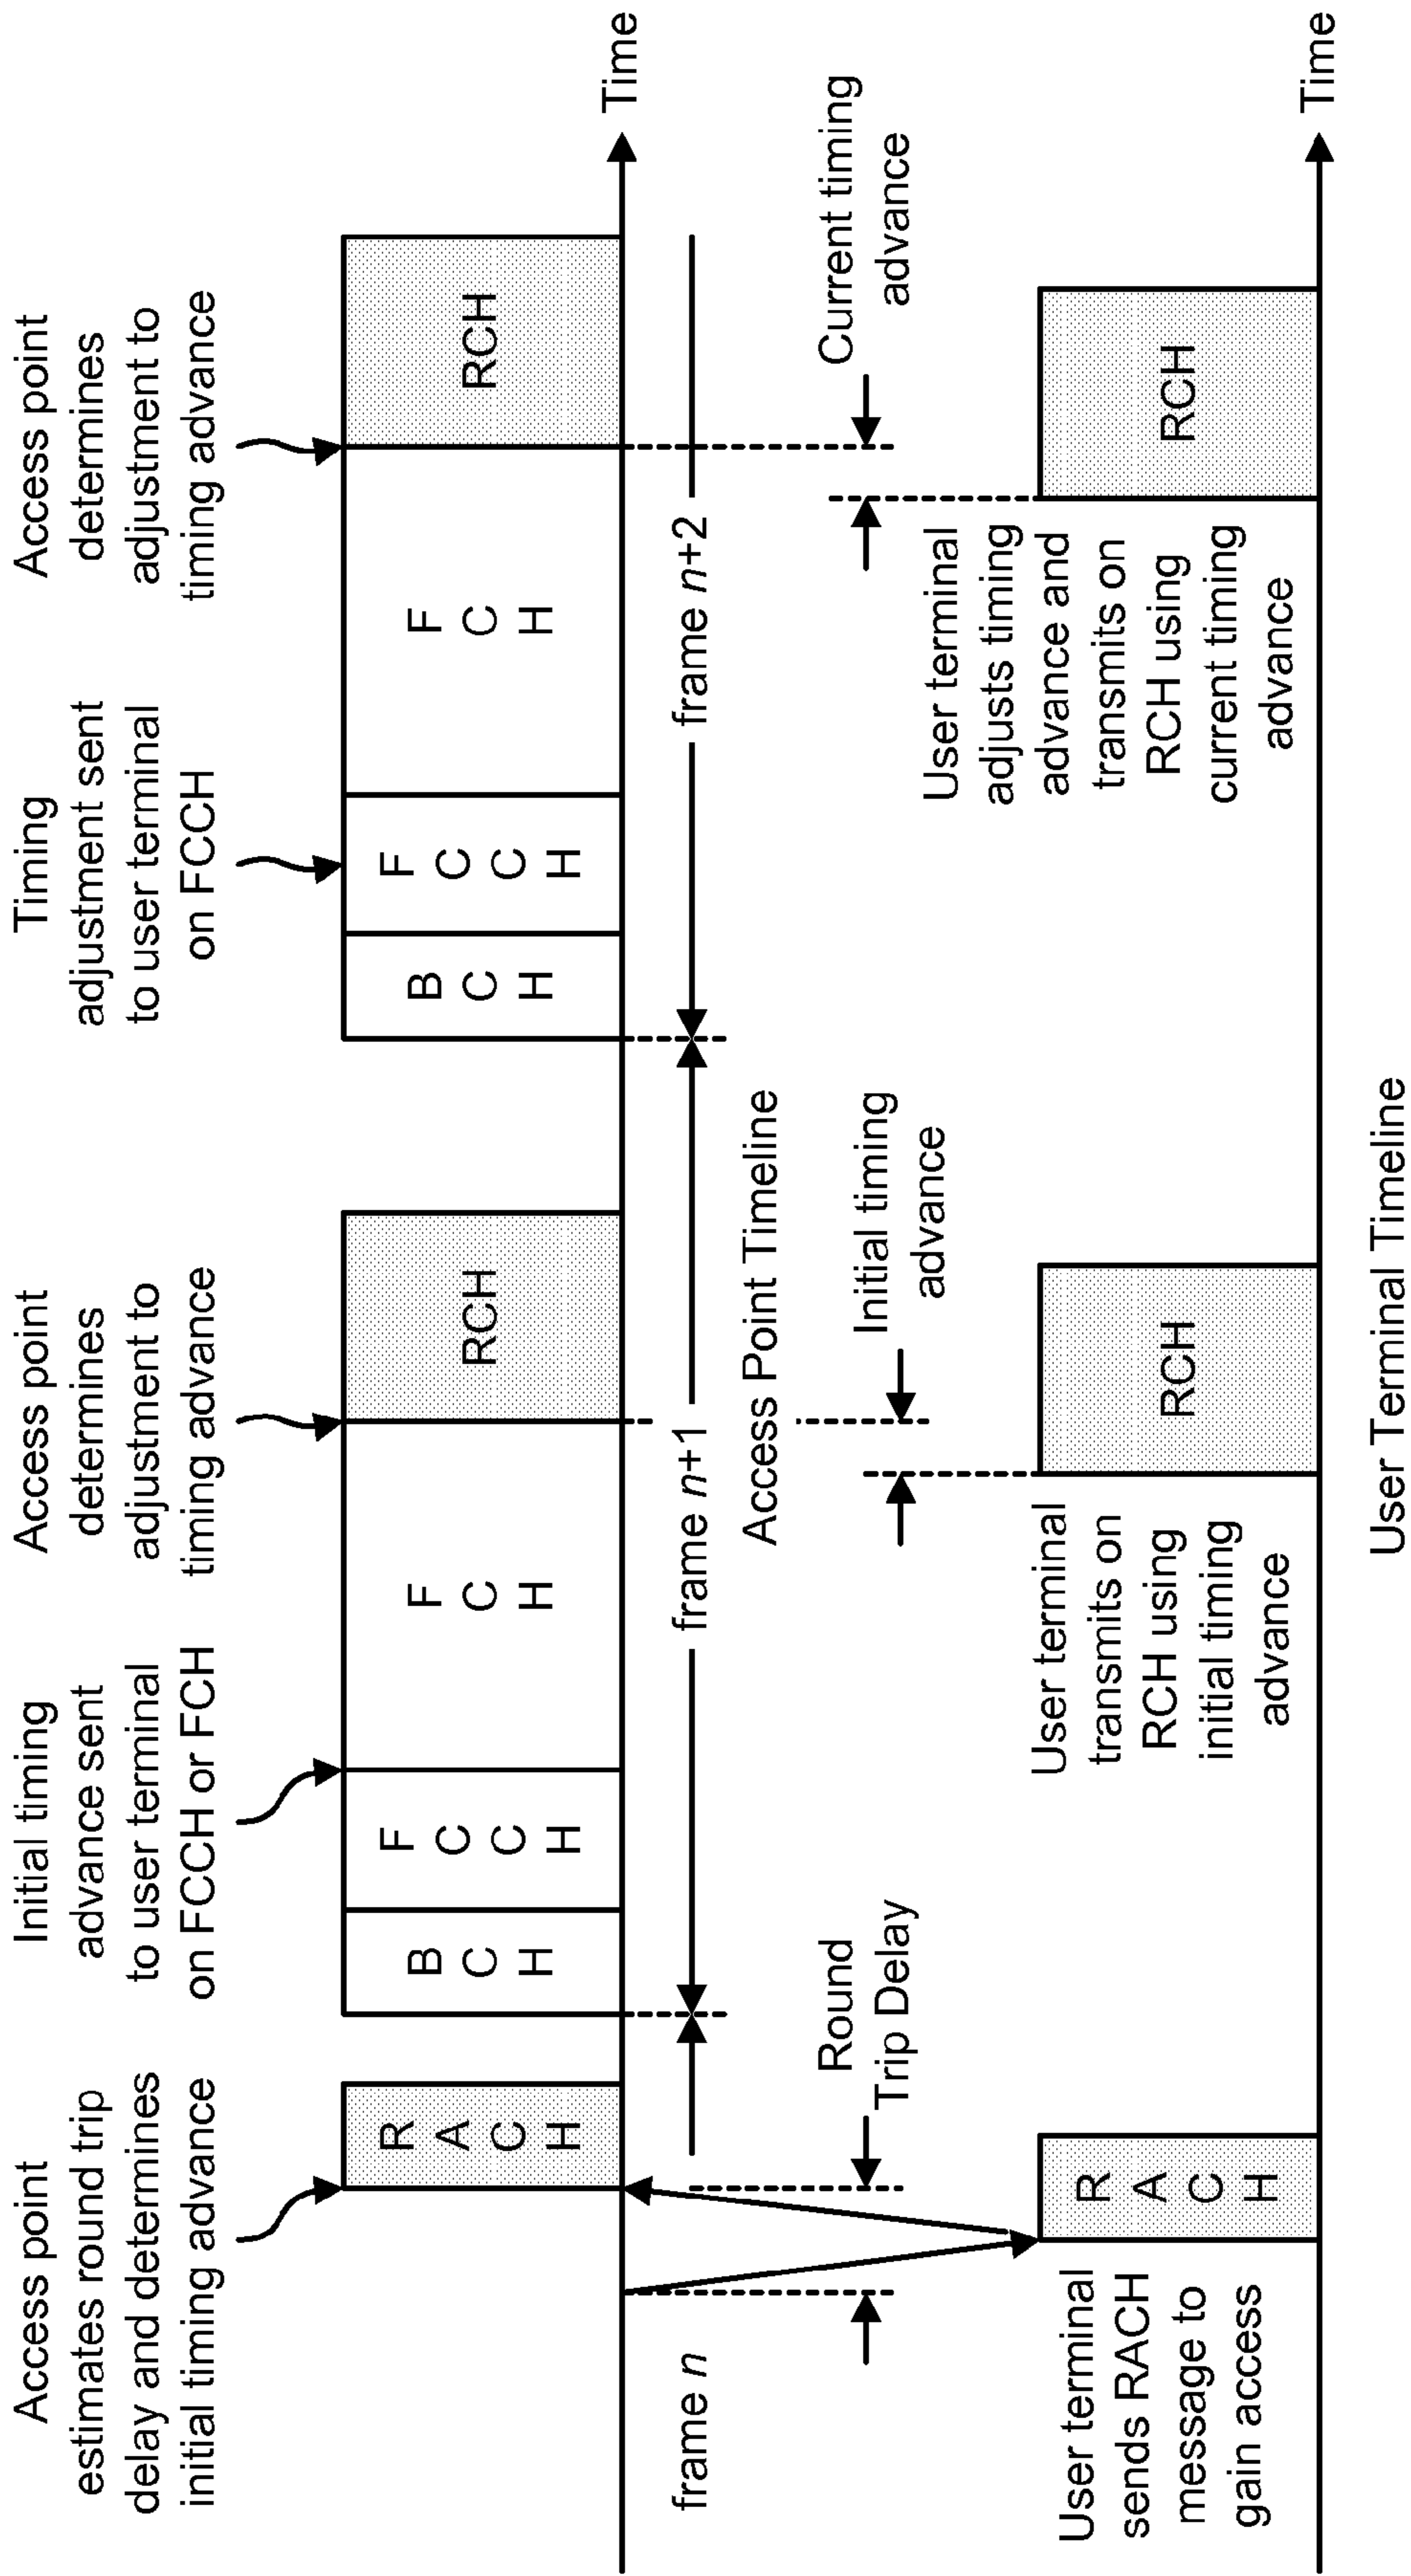 Access point
estimates round trip
delay and determines
initial timing advance
Initial timing
advance sent
to user terminal
on FCCH or FCH
Access point
determines
adjustment to
timing advance
Timing
adjustment sent
to user terminal
on FCCH
Access point
determines
adjustment to
timing advance
R
A
C
H
B
C
H
F
C
C
H
F
C
H
RCH
B
C
H
F
C
C
H
F
C
H
RCH
Time
frame n
frame n+1
frame n+2
Access Point Timeline
Round
Trip Delay
Initial timing
advance
Current timing
advance
User terminal
sends RACH
message to
gain access
R
A
C
H
User terminal
transmits on
RCH using
initial timing
advance
RCH
User terminal
adjusts timing
advance and
transmits on
RCH using
current timing
advance
RCH
Time
User Terminal Timeline